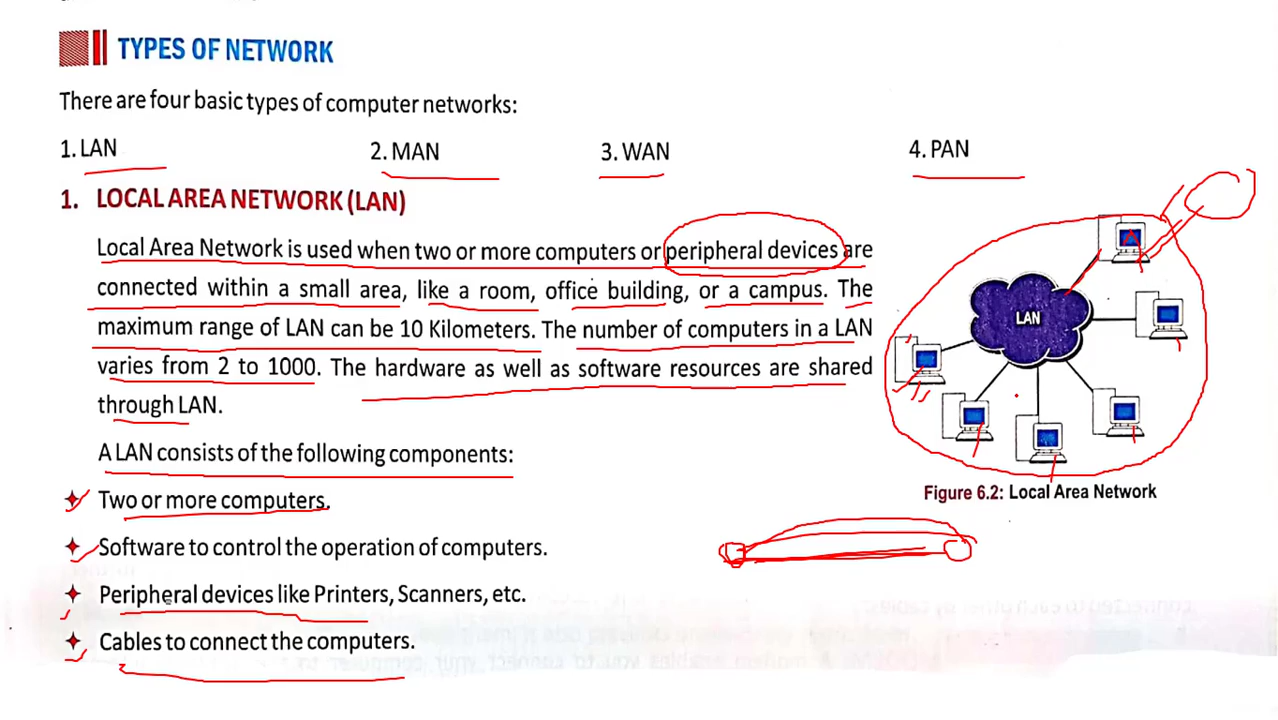 TYPES OF NETWORK
There are four basic types of computer networks:
1. LAN 2. MAN 3. WAN 4. PAN
1. LOCAL AREA NETWORK (LAN)
Local Area Network is used when two or more computers or peripheral devices are
connected within a small area, like a room, office building, or a campus. The
maximum range of LAN can be 10 Kilometers. The number of computers in a LAN
varies from 2 to 1000. The hardware as well as software resources are shared
through LAN.
A LAN consists of the following components:
Two or more computers.
Software to control the operation of computers.
Peripheral devices like Printers, Scanners, etc.
Cables to connect the computers.
LAN
Figure 6.2: Local Area Network